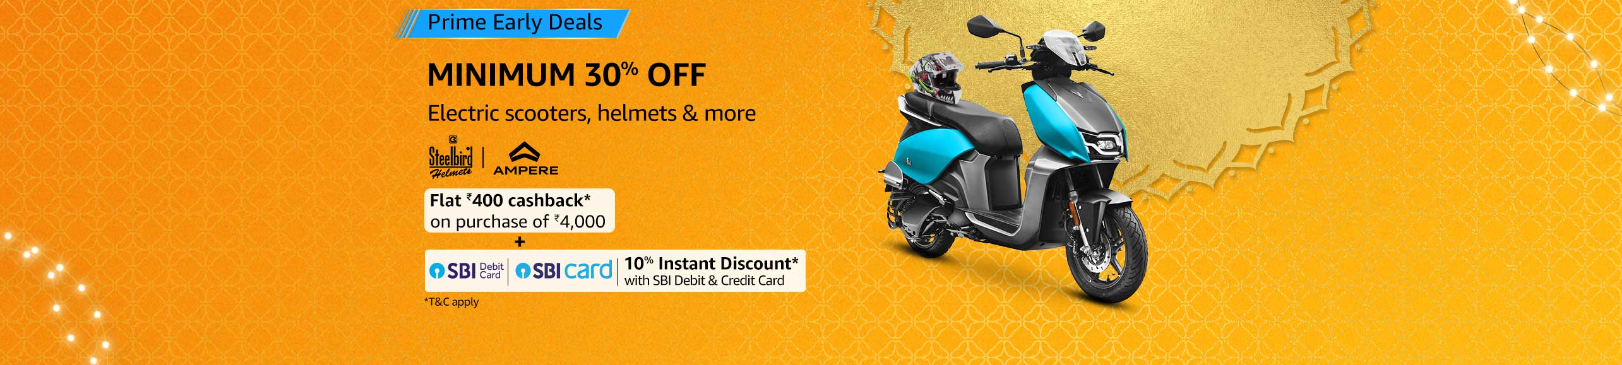 Prime Early Deals
MINIMUM 30% OFF
Electric scooters, helmets & more
Steelbird
Helmets
AMPERE
Flat ₹400 cashback*
on purchase of ₹4,000
+
SBI Debit Card | SBI card | 10% Instant Discount*
with SBI Debit & Credit Card
*T&C apply